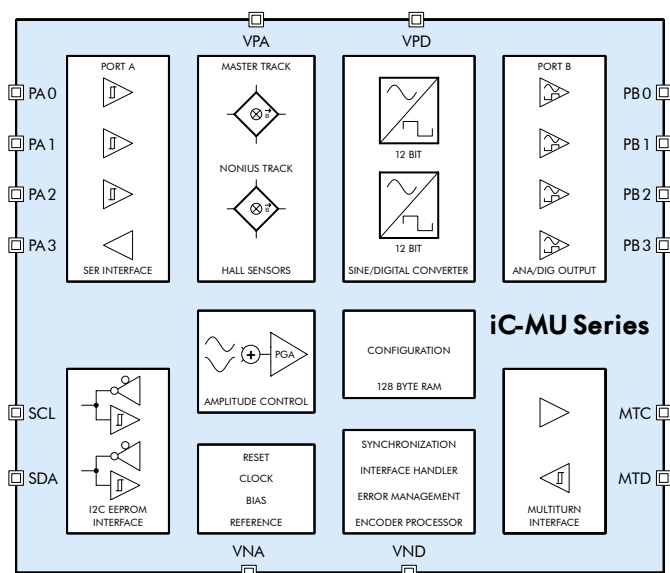 VPA
VPD
PORT A
MASTER TRACK
PORT B
PA0
PB0
PA1
12 BIT
PB1
NONIUS TRACK
PA2
PB2
B
B
PA3
12 BIT
PB3
SER INTERFACE
HALL SENSORS
SINE/DIGITAL CONVERTER
ANA/DIG OUTPUT
iC-MU Series
PGA
CONFIGURATION
AMPLITUDE CONTROL
128 BYTE RAM
SCL
MTC
SYNCHRONIZATION
RESET
INTERFACE HANDLER
CLOCK
SDA
MTD
BIAS
ERROR MANAGEMENT
I2C EEPROM
INTERFACE
REFERENCE
ENCODER PROCESSOR
MULTITURN
INTERFACE
VNA
VND